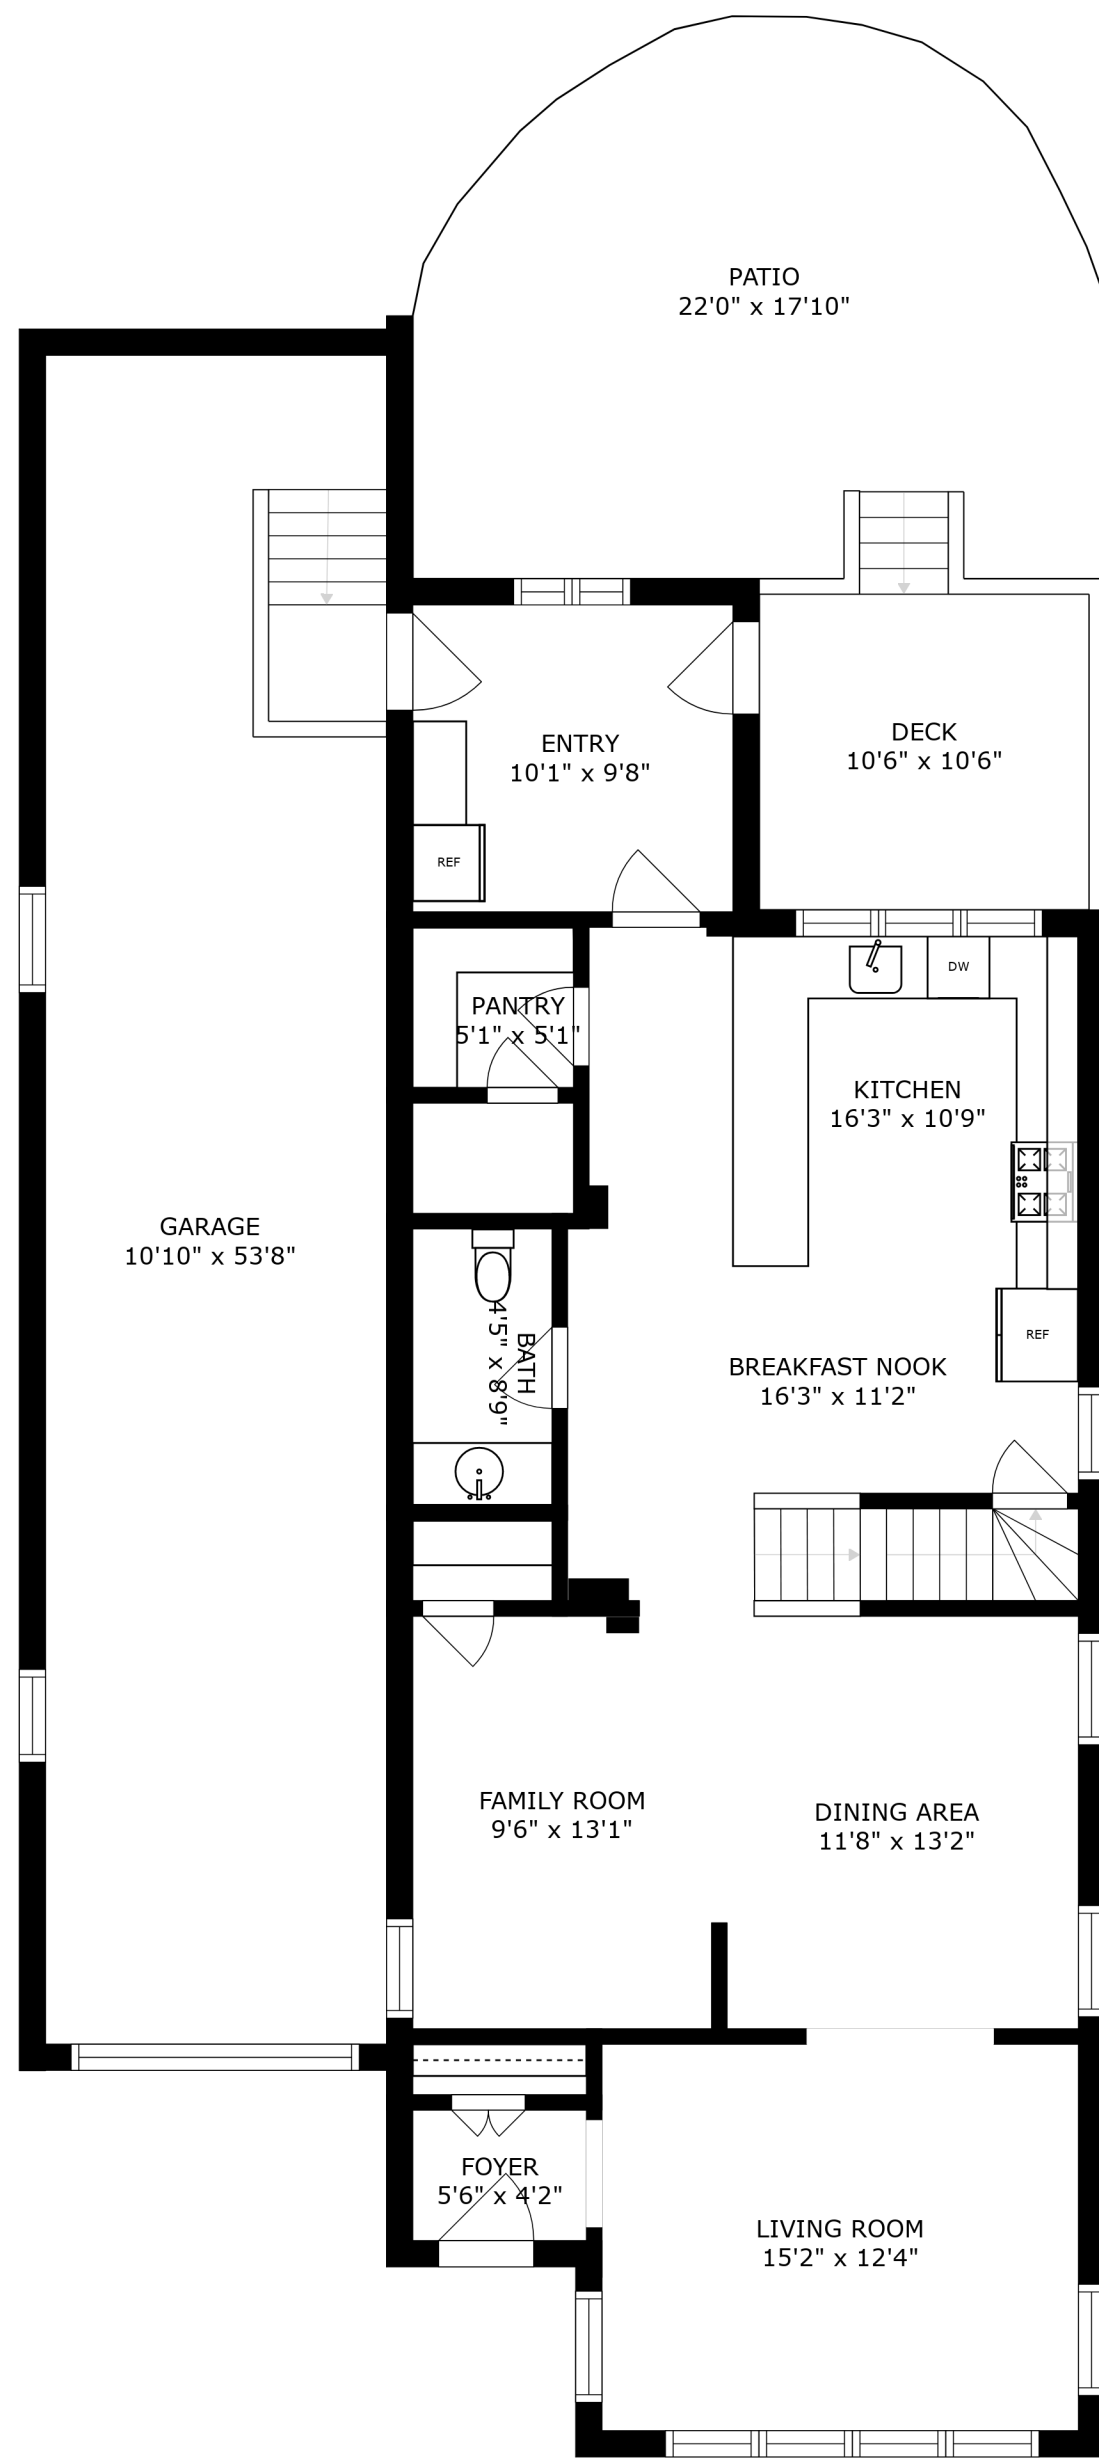 PATIO
22'0" x 17'10"
ENTRY
10'1" x 9'8"
DECK
10'6" x 10'6"
REF
DW
PANTRY
5'1" x 5'1"
KITCHEN
16'3" x 10'9"
GARAGE
10'10" x 53'8"
BATH
4'5" x 8'9"
REF
BREAKFAST NOOK
16'3" x 11'2"
FAMILY ROOM
9'6" x 13'1"
DINING AREA
11'8" x 13'2"
FOYER
5'6" x 4'2"
LIVING ROOM
15'2" x 12'4"